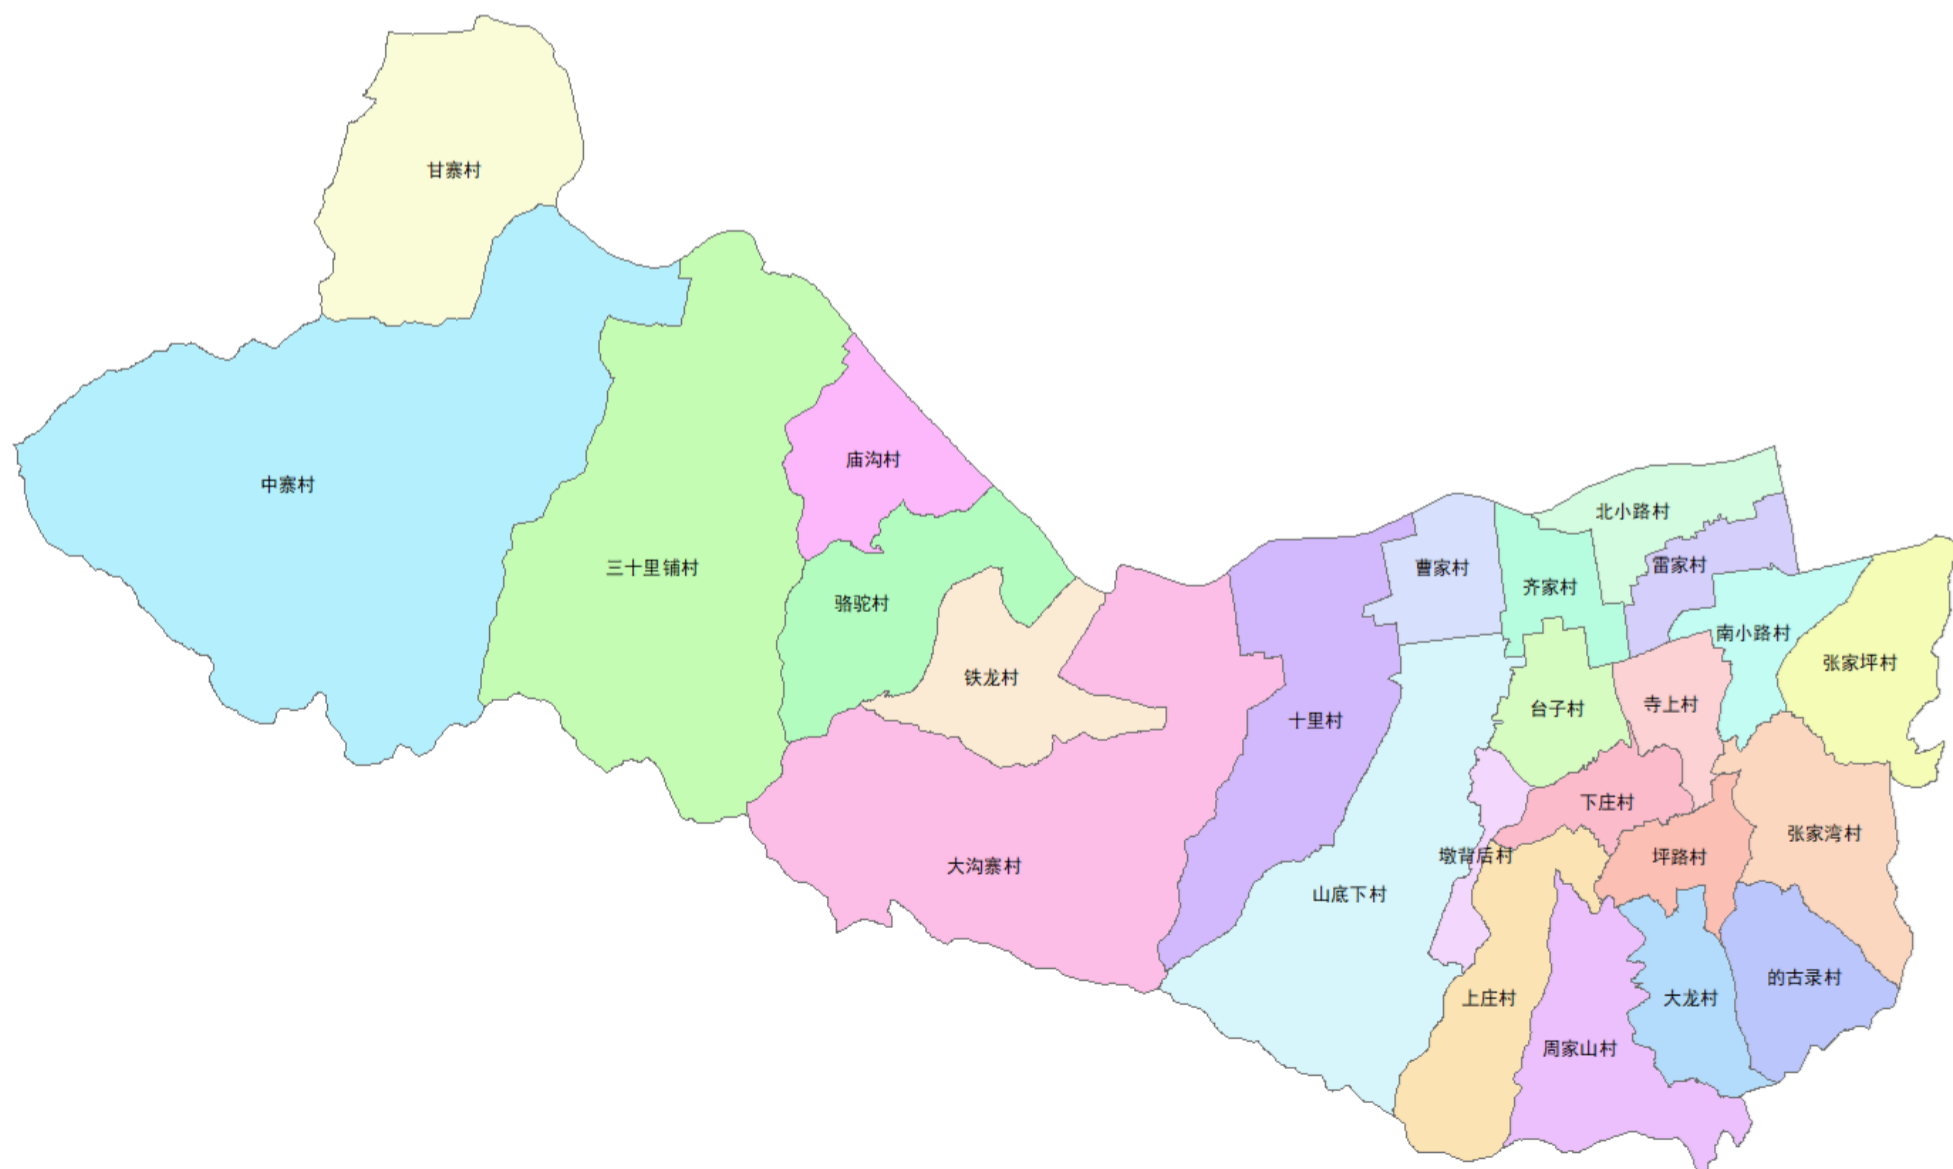 甘寨村
庙沟村
中寨村
北小路村
雷家村
三十里铺村
曹家村
齐家村
骆驼村
南小路村
张家坪村
铁龙村
寺上村
台子村
十里村
下庄村
张家湾村
墩背后村
坪路村
大沟寨村
山底下村
的古录村
上庄村
大龙村
周家山村